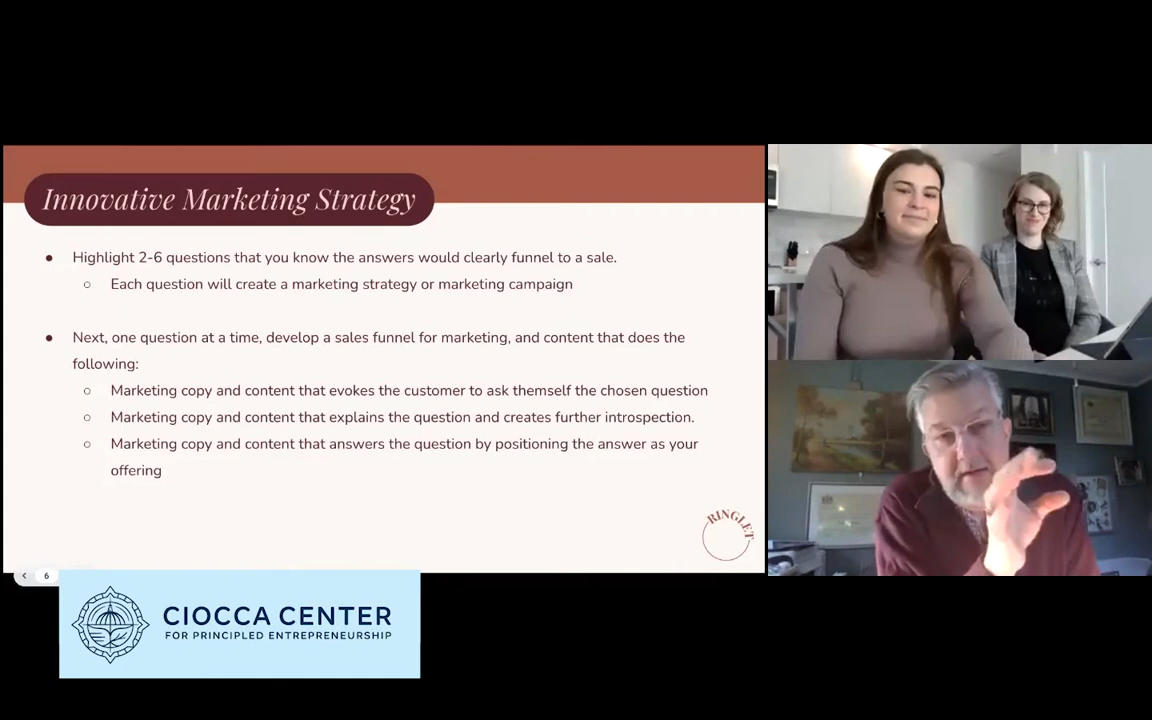 Innovative Marketing Strategy
● Highlight 2-6 questions that you know the answers would clearly funnel to a sale.
○ Each question will create a marketing strategy or marketing campaign
● Next, one question at a time, develop a sales funnel for marketing, and content that does the
following:
○ Marketing copy and content that evokes the customer to ask themself the chosen question
○ Marketing copy and content that explains the question and creates further introspection.
○ Marketing copy and content that answers the question by positioning the answer as your
offering
RINGLET
6
CIOCCA CENTER
FOR PRINCIPLED ENTREPRENEURSHIP